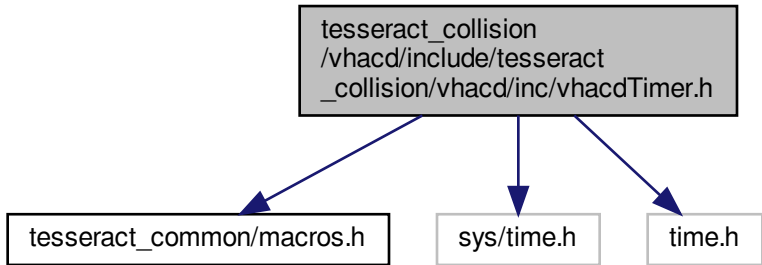 tesseract_collision
/vhacd/include/tesseract
_collision/vhacd/inc/vhacdTimer.h
tesseract_common/macros.h
sys/time.h
time.h